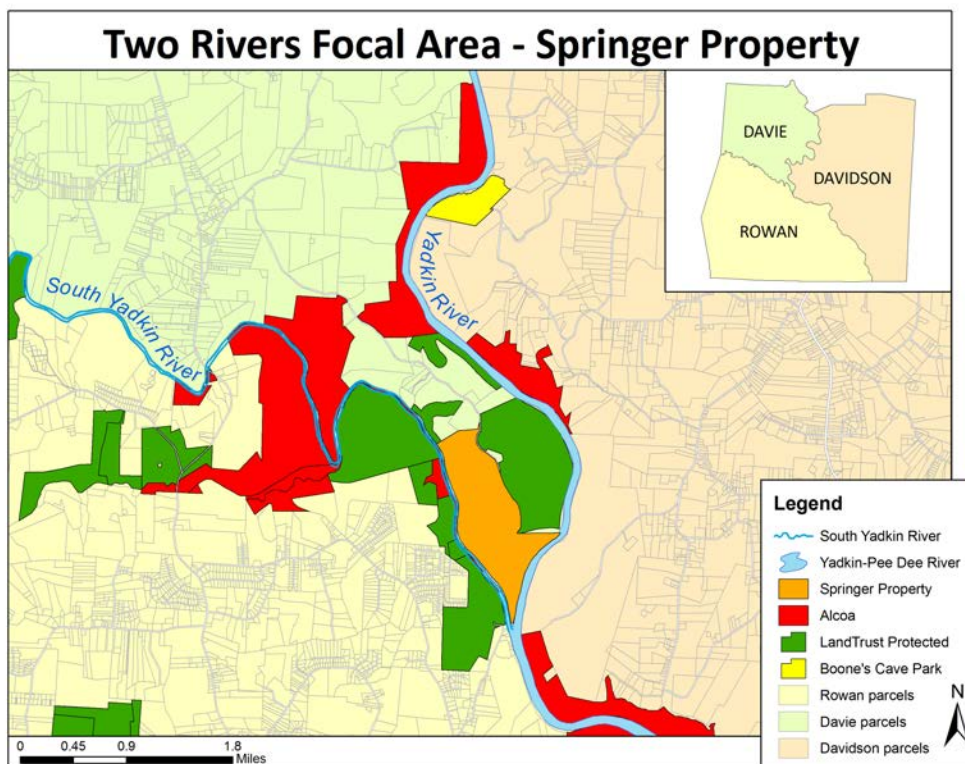 Two Rivers Focal Area - Springer Property
DAVIE
DAVIDSON
ROWAN
South Yadkin River
Yadkin River
Legend
South Yadkin River
Yadkin-Pee Dee River
Springer Property
Alcoa
LandTrust Protected
Boone's Cave Park
Rowan parcels
Davie parcels
Davidson parcels
N
0 0.45 0.9 1.8
Miles